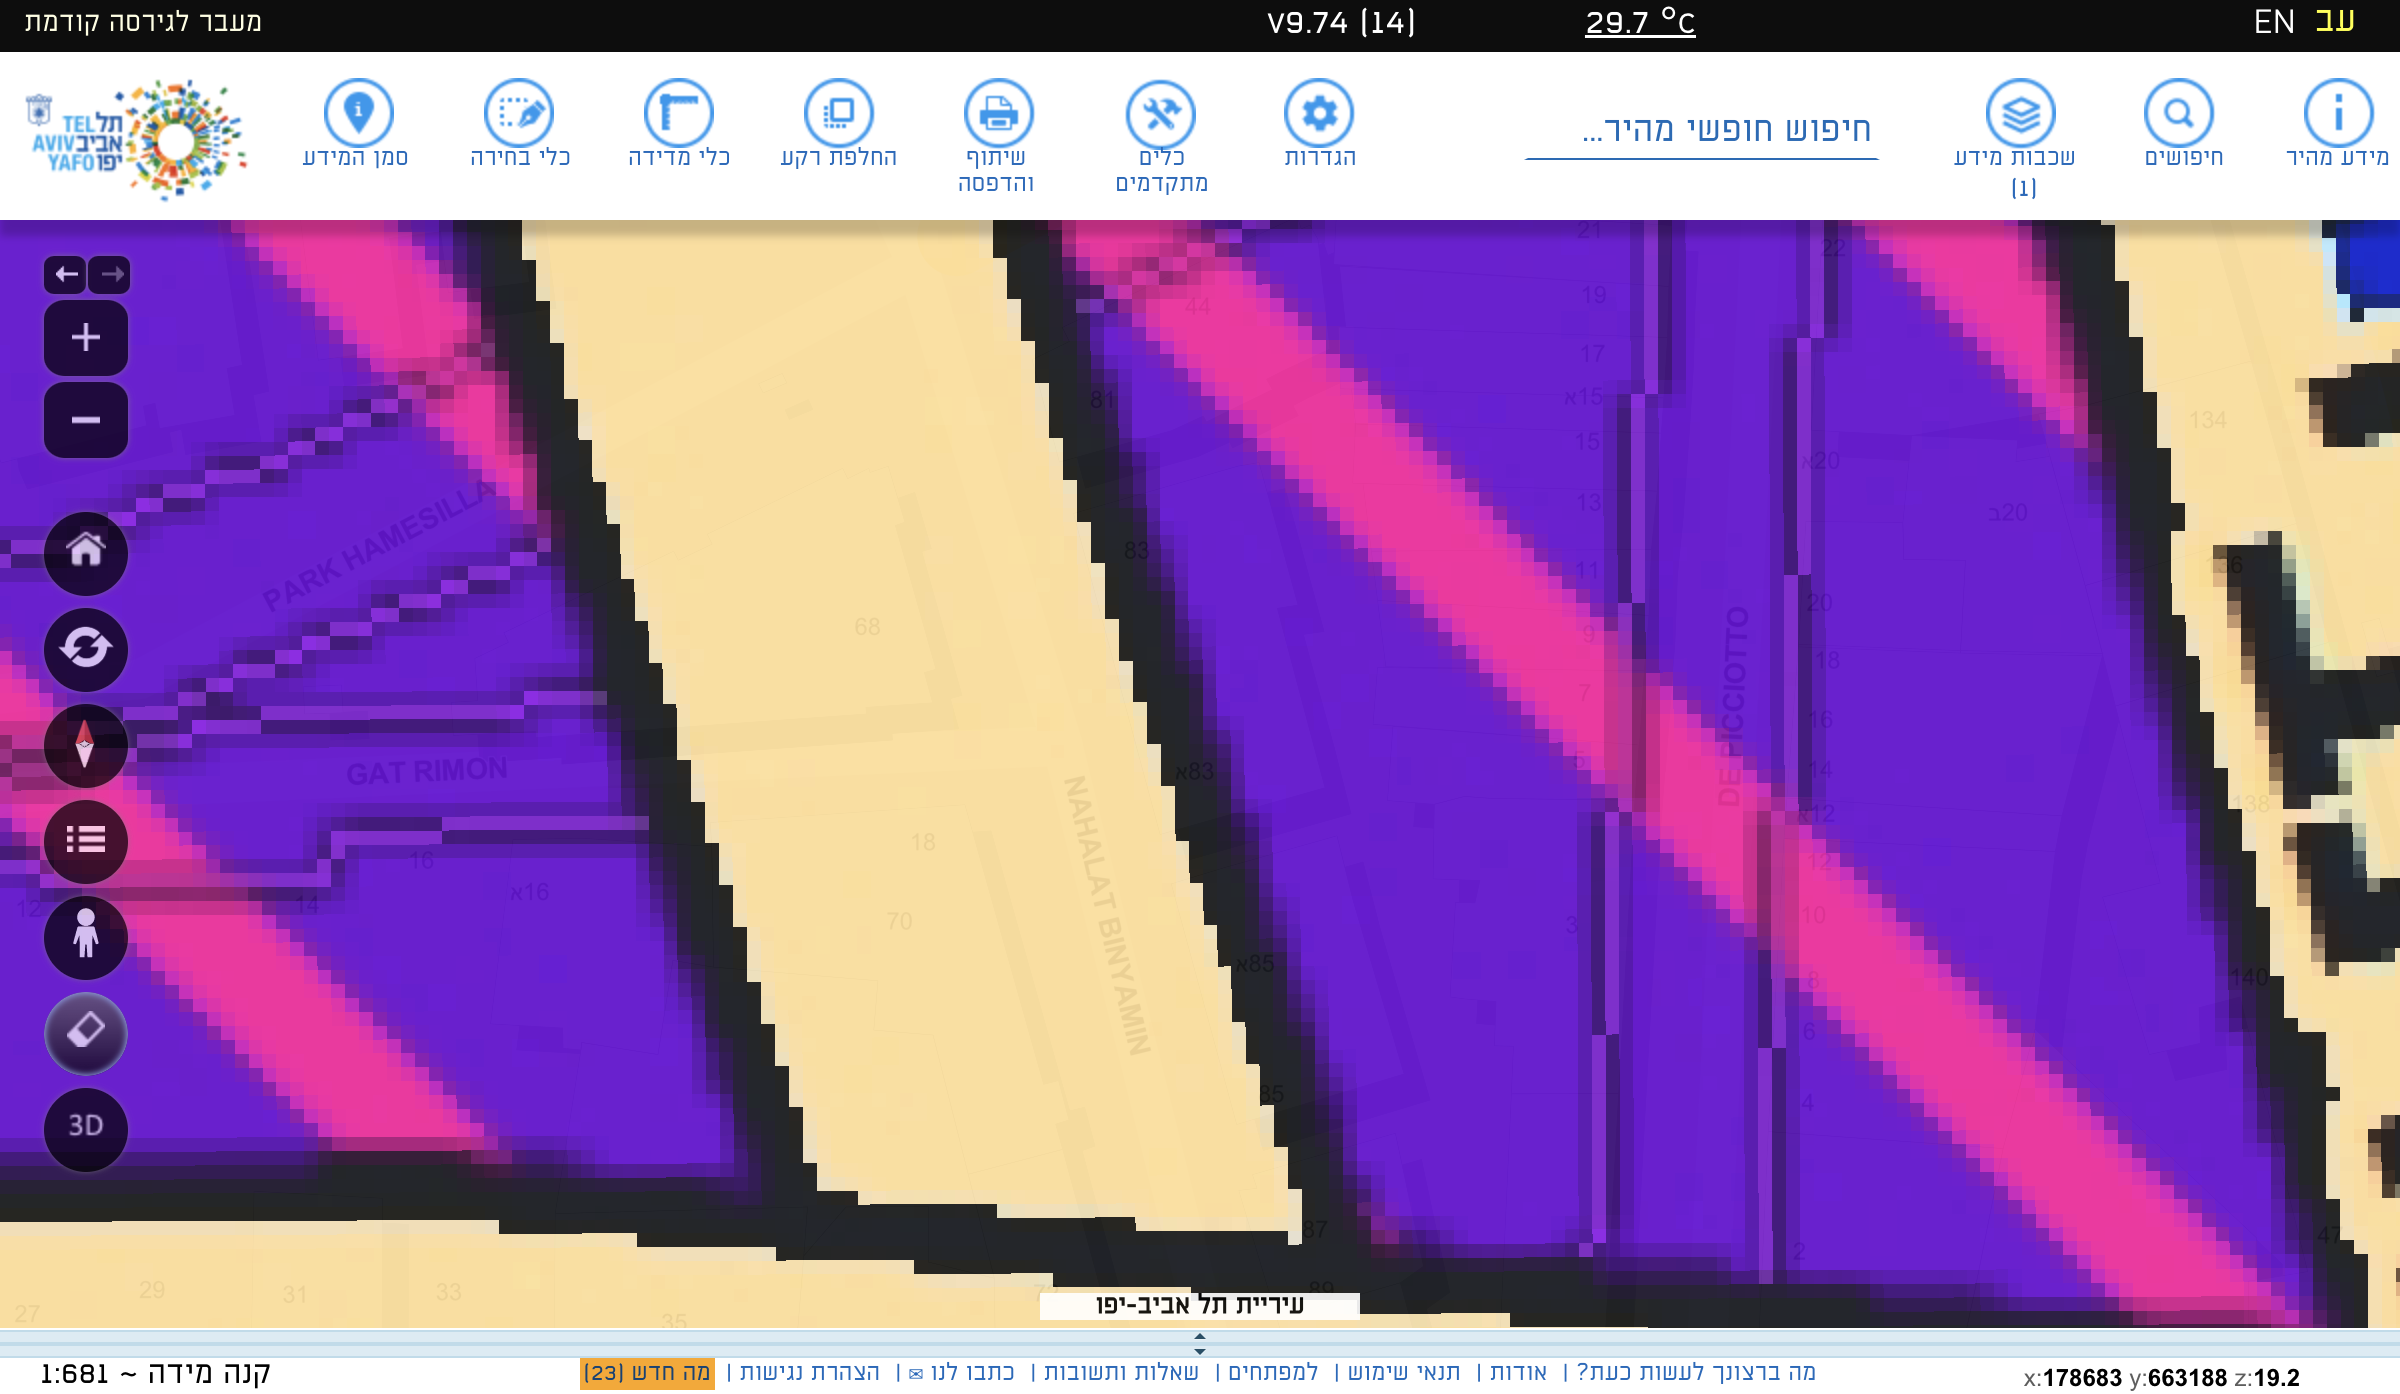 מעבר לגירסה קודמת
V9.74 (14)
29.7 °C
EN עב
תל אביב יפו
TEL AVIV YAFO
סמן המידע
כלי בחירה
כלי מדידה
החלפת רקע
שיתוף והדפסה
כלים מתקדמים
הגדרות
חיפוש חופשי מהיר...
שכבות מידע (1)
חיפושים
מידע מהיר
21
22
19
44
17
א15
81
15
134
א20
13
ב20
PARK HAMESILLA
83
11
136
20
68
9
18
7
16
DE PICCIOTTO
5
14
GAT RIMON
א83
138
א12
18
12
16
א16
14
12
70
10
3
NAHALAT BINYAMIN
א85
8
140
6
85
4
3D
87
2
47
29
31
33
89
27
35
עיריית תל אביב-יפו
קנה מידה ~ 1:681
מה ברצונך לעשות כעת? | אודות | תנאי שימוש | למפתחים | שאלות ותשובות | כתבו לנו ✉ | הצהרת נגישות | מה חדש (23)
x:178683 y:663188 z:19.2